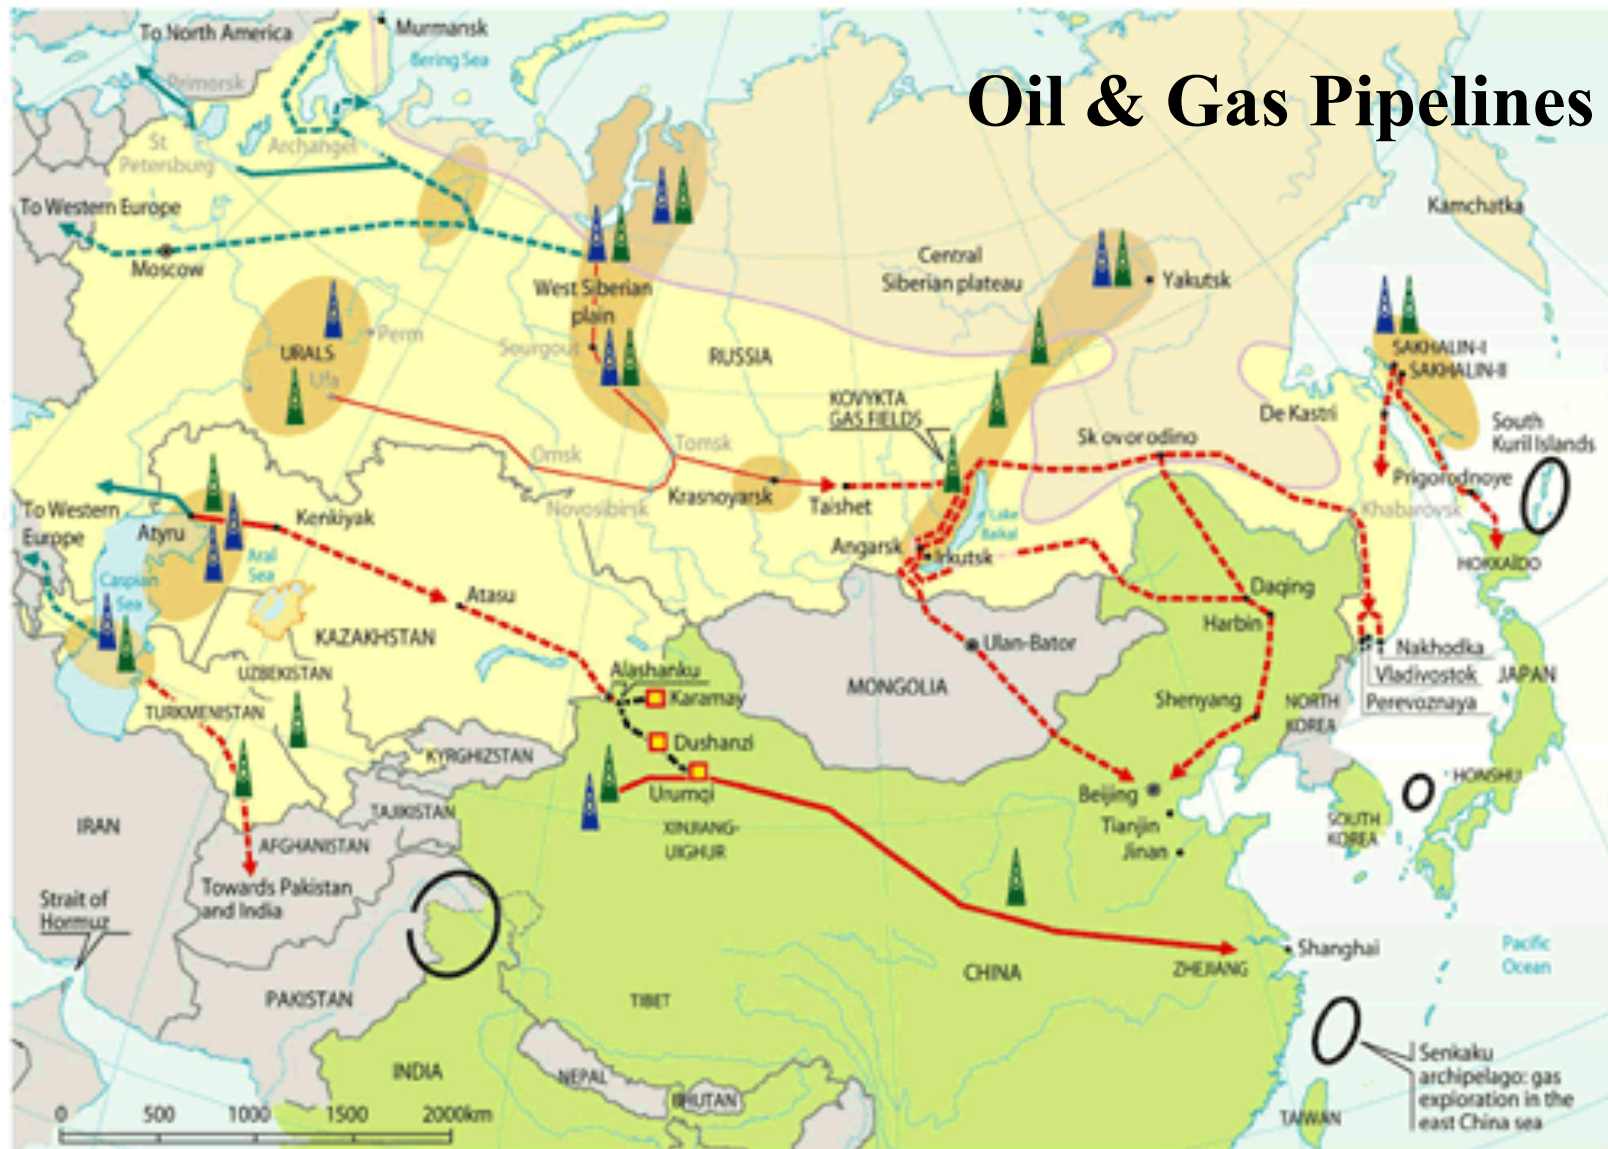 Oil & Gas Pipelines
To North America
Murmansk
Bering Sea
Primorsk
St
Petersburg
Archangel
To Western Europe
Moscow
Kamchatka
Central
Siberian plateau
Yakutsk
West Siberian
plain
Perm
URALS
Ufa
Sourgout
RUSSIA
SAKHALIN-I
SAKHALIN-II
KOVYKTA
GAS FIELDS
De Kastri
South
Kuril Islands
Omsk
Tomsk
Sk ovorodino
Krasnoyarsk
Taishet
Prigorodnoye
Novosibirsk
Khabarovsk
To Western
Europe
Atyru
Kenkiyak
Lake
Baikal
Angarsk
Irkutsk
Aral
Sea
Caspian
Sea
HOKKAÏDO
Atasu
Daqing
Harbin
KAZAKHSTAN
Ulan-Bator
Nakhodka
Vladivostok
Perevoznaya
JAPAN
UZBEKISTAN
Alashanku
Karamay
MONGOLIA
Shenyang
NORTH
KOREA
TURKMENISTAN
Dushanzi
KYRGHIZSTAN
Urumqi
Beijing
HONSHU
Tianjin
Jinan
SOUTH
KOREA
IRAN
TAJIKISTAN
AFGHANISTAN
XINJIANG-
UIGHUR
Towards Pakistan
and India
Strait of
Hormuz
Shanghai
ZHEJIANG
Pacific
Ocean
CHINA
PAKISTAN
TIBET
INDIA
NEPAL
BHUTAN
TAIWAN
Senkaku
archipelago: gas
exploration in the
east China sea
0 500 1000 1500 2000km